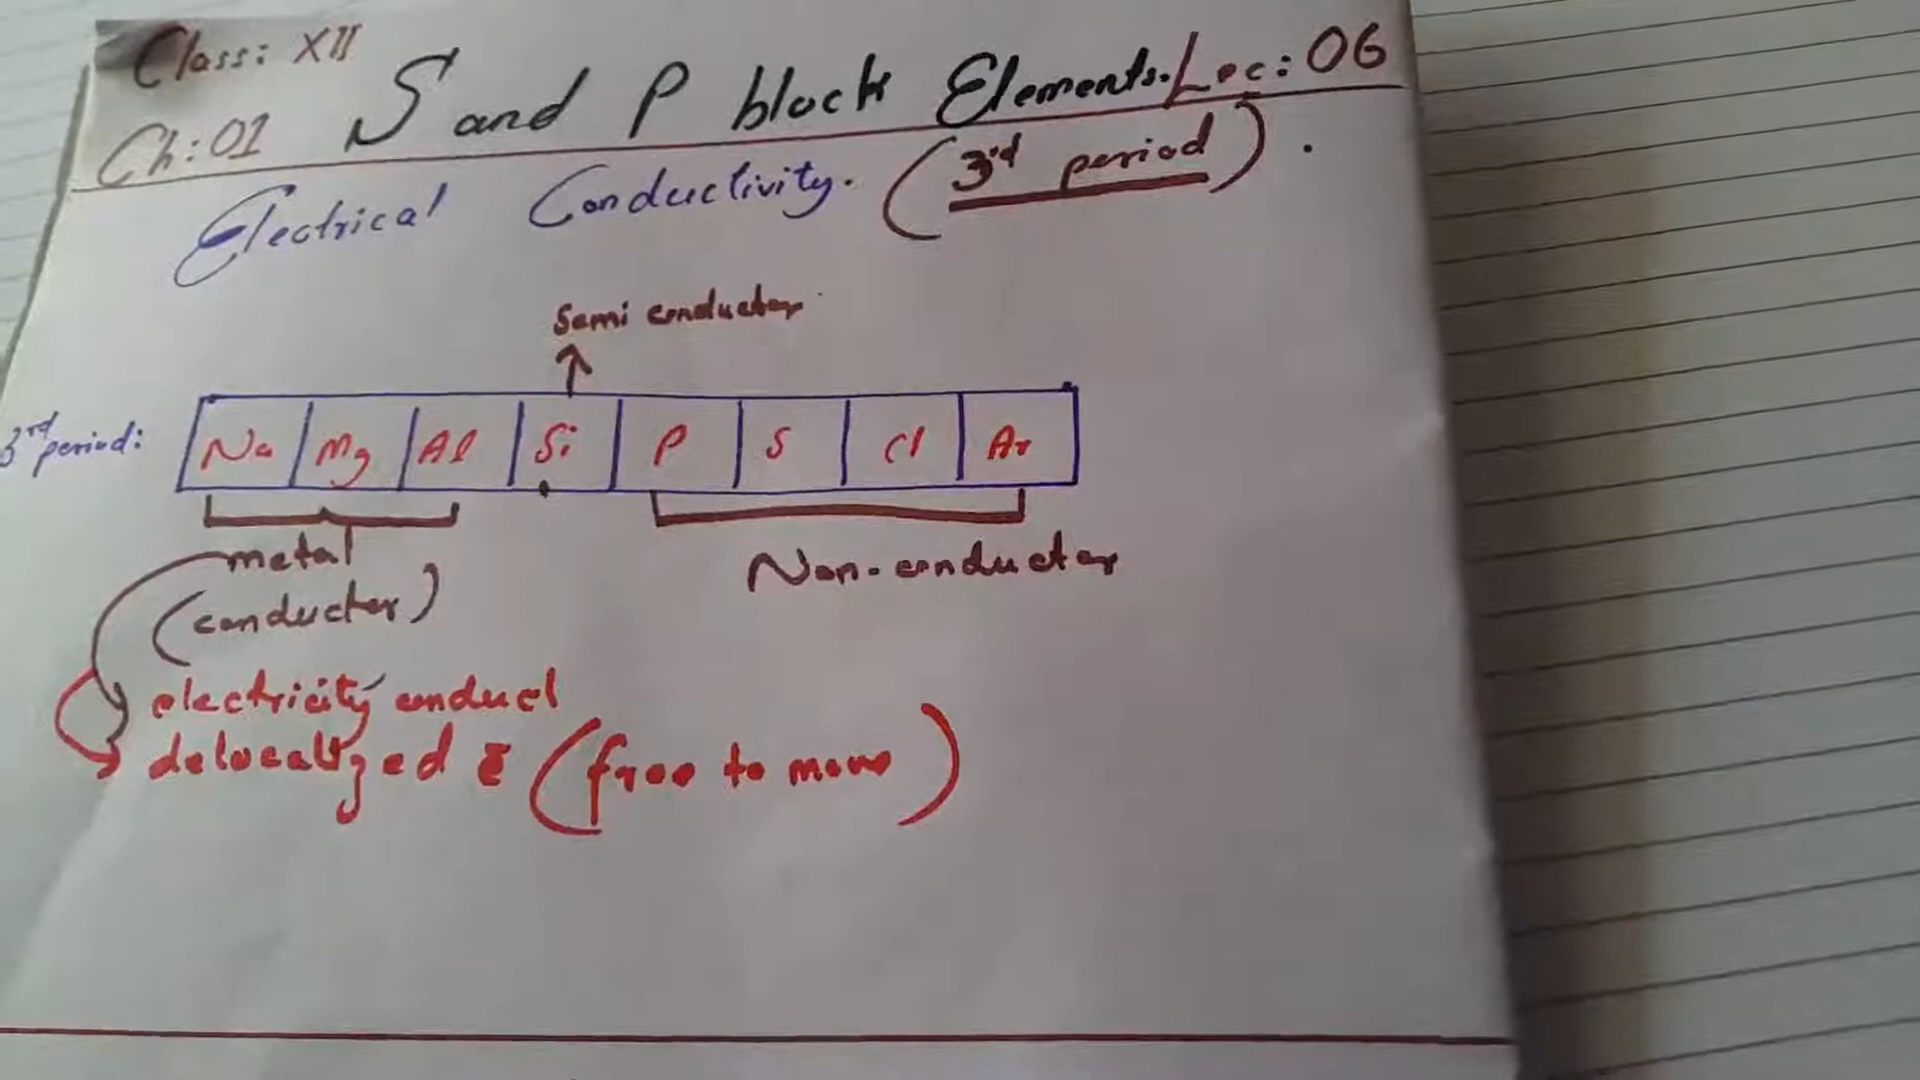 Class: XII
Ch: 01 S and P block Elements. Lec: 06
Electrical Conductivity. (3rd period).
Semi conductor
3rd period: Na Mg Al Si P S Cl Ar
metal
(conductor)
Non-conductor
electricity conduct
delocalized e (free to move)